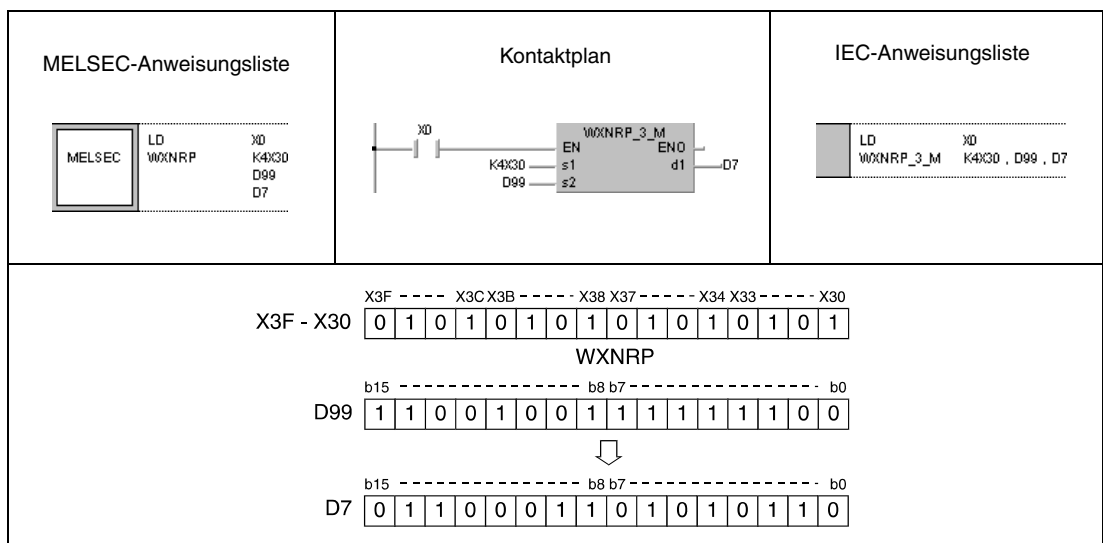 MELSEC-Anweisungsliste
MELSEC
LD X0
WXNRP K4X30
D99
D7
Kontaktplan
X0
WXNRP_3_M
EN ENO
K4X30 s1 d1 D7
D99 s2
IEC-Anweisungsliste
LD X0
WXNRP_3_M K4X30 , D99 , D7
X3F - - - - X3C X3B - - - - - X38 X37 - - - - - X34 X33 - - - - - X30
X3F - X30 0 1 0 1 0 1 0 1 0 1 0 1 0 1 0 1
WXNRP
b15 - - - - - - - - - - - - - - - - b8 b7 - - - - - - - - - - - - - - - - b0
D99 1 1 0 0 1 0 0 1 1 1 1 1 1 1 0 0
b15 - - - - - - - - - - - - - - - - b8 b7 - - - - - - - - - - - - - - - - b0
D7 0 1 1 0 0 0 1 1 0 1 0 1 0 1 1 0